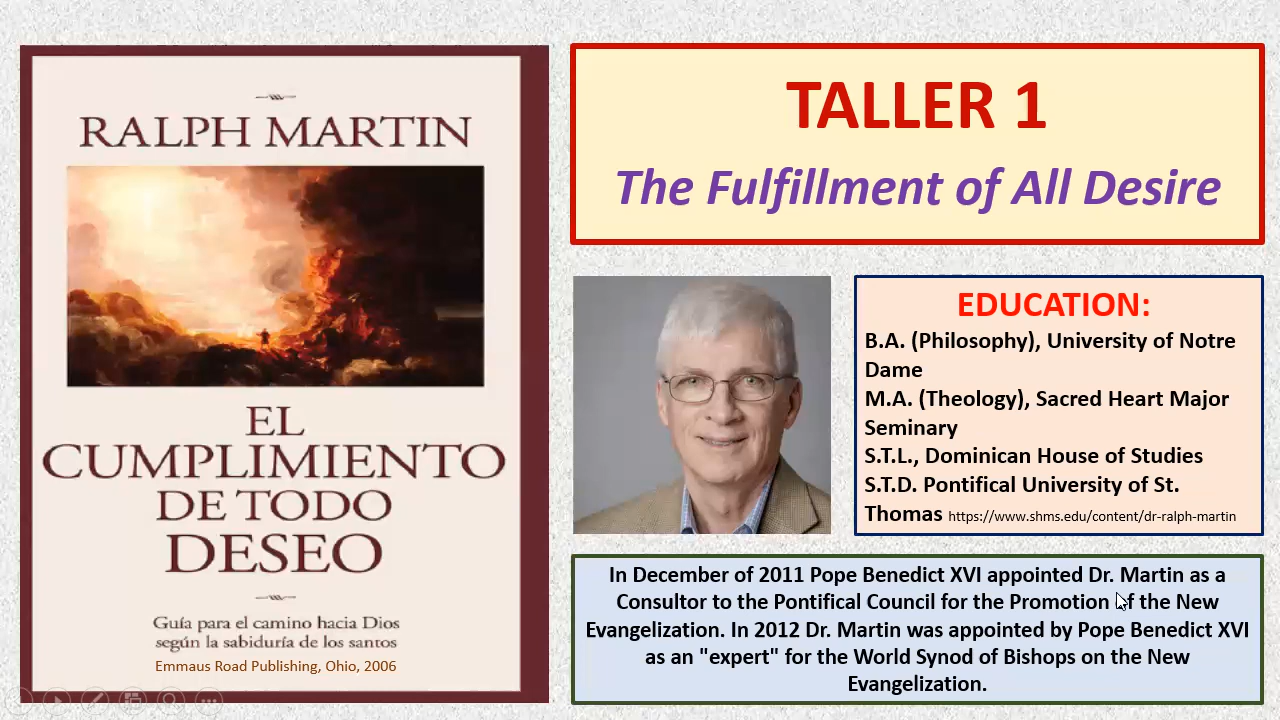 RALPH MARTIN
EL
CUMPLIMIENTO
DE TODO
DESEO
Guía para el camino hacia Dios
según la sabiduría de los santos
Emmaus Road Publishing, Ohio, 2006
TALLER 1
The Fulfillment of All Desire
EDUCATION:
B.A. (Philosophy), University of Notre
Dame
M.A. (Theology), Sacred Heart Major
Seminary
S.T.L., Dominican House of Studies
S.T.D. Pontifical University of St.
Thomas https://www.shms.edu/content/dr-ralph-martin
In December of 2011 Pope Benedict XVI appointed Dr. Martin as a
Consultor to the Pontifical Council for the Promotion of the New
Evangelization. In 2012 Dr. Martin was appointed by Pope Benedict XVI
as an "expert" for the World Synod of Bishops on the New
Evangelization.